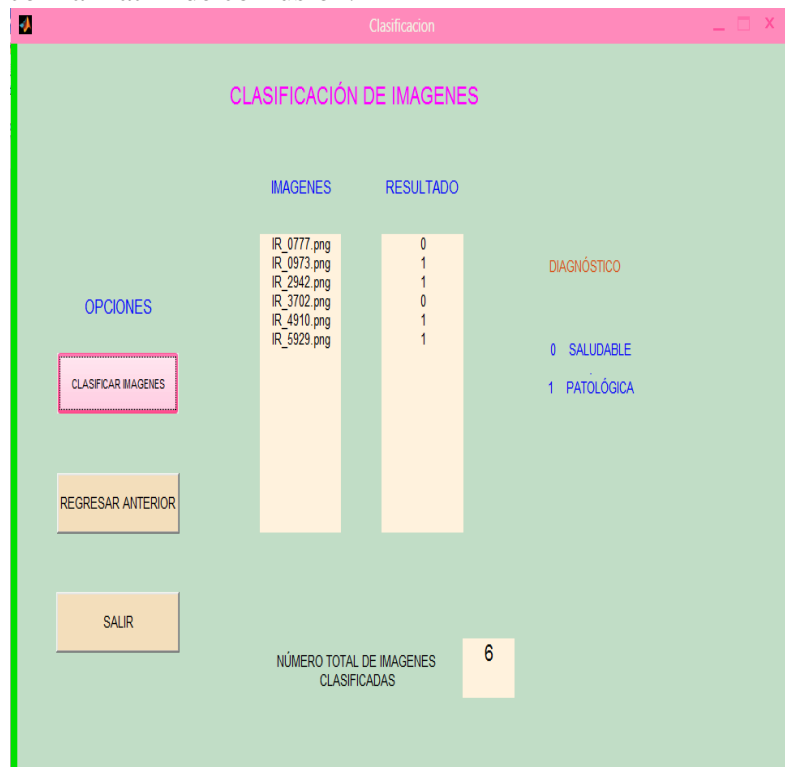 Clasificacion
CLASIFICACIÓN DE IMAGENES
IMAGENES RESULTADO
IR_0777.png 0
IR_0973.png 1
IR_2942.png 1
IR_3702.png 0
IR_4910.png 1
IR_5929.png 1
DIAGNÓSTICO
0 SALUDABLE
1 PATOLÓGICA
OPCIONES
CLASIFICAR IMAGENES
REGRESAR ANTERIOR
SALIR
NÚMERO TOTAL DE IMAGENES
CLASIFICADAS
6